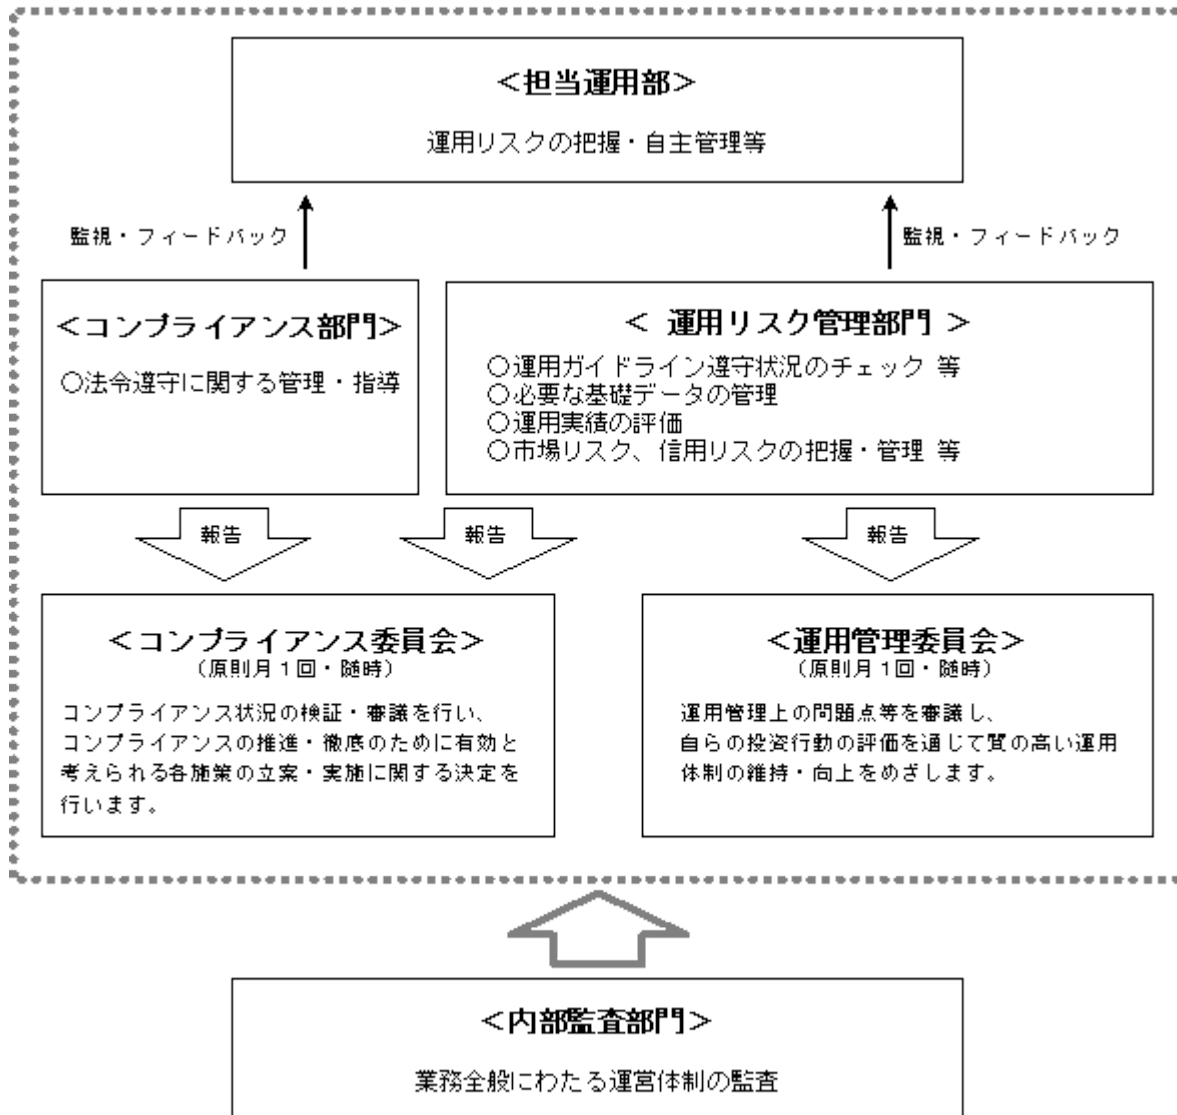 ＜担当運用部＞
運用リスクの把握・自主管理等
監視・フィードバック
監視・フィードバック
＜コンプライアンス部門＞
○法令遵守に関する管理・指導
＜ 運用リスク管理部門 ＞
○運用ガイドライン遵守状況のチェック 等
○必要な基礎データの管理
○運用実績の評価
○市場リスク、信用リスクの把握・管理 等
報告
報告
報告
＜コンプライアンス委員会＞
（原則月１回・随時）
コンプライアンス状況の検証・審議を行い、
コンプライアンスの推進・徹底のために有効と
考えられる各施策の立案・実施に関する決定を
行います。
＜運用管理委員会＞
（原則月１回・随時）
運用管理上の問題点等を審議し、
自らの投資行動の評価を通じて質の高い運用
体制の維持・向上をめざします。
＜内部監査部門＞
業務全般にわたる運営体制の監査